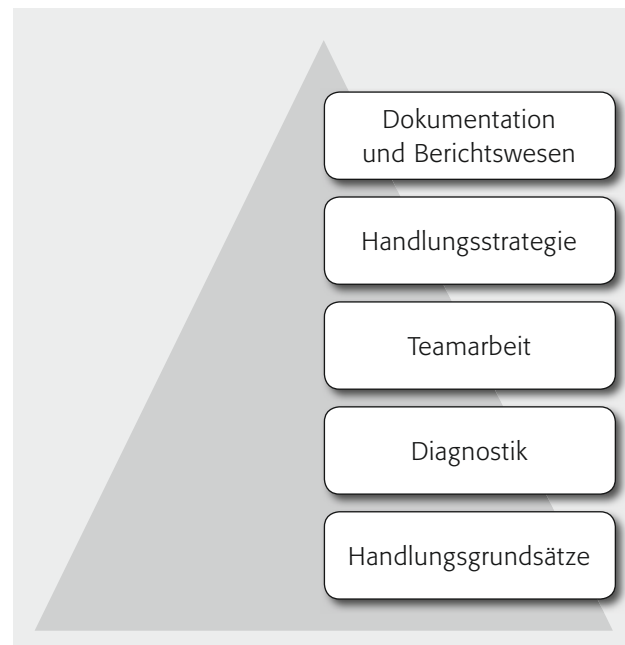 Dokumentation
und Berichtswesen
Handlungsstrategie
Teamarbeit
Diagnostik
Handlungsgrundsätze